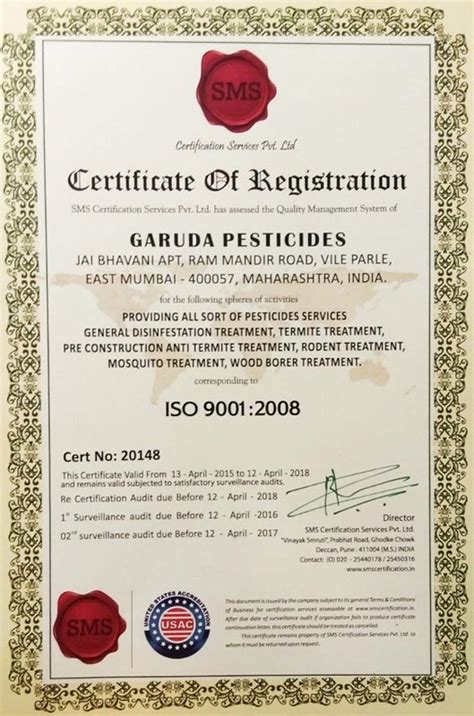 SMS
Certification Services Pvt. Ltd
Certificate Of Registration
SMS Certification Services Pvt. Ltd. has assessed the Quality Management System of
GARUDA PESTICIDES
JAI BHAVANI APT, RAM MANDIR ROAD, VILE PARLE,
EAST MUMBAI - 400057, MAHARASHTRA, INDIA.
for the following spheres of activities
PROVIDING ALL SORT OF PESTICIDES SERVICES
GENERAL DISINFESTATION TREATMENT, TERMITE TREATMENT,
PRE CONSTRUCTION ANTI TERMITE TREATMENT, RODENT TREATMENT,
MOSQUITO TREATMENT, WOOD BORER TREATMENT.
corresponding to
ISO 9001:2008
Cert No: 20148
This Certificate Valid From 13 - April - 2015 to 12 - April - 2018
and remains valid subjected to satisfactory surveillance audits.
Re Certification Audit due Before 12 - April - 2018
1st Surveillance audit due Before 12 - April -2016
02nd surveillance audit due Before 12 - April - 2017
Director
SMS Certification Services Pvt. Ltd.
"Vinayak Smruti", Prabhat Road, Ghodke Chowk
Deccan, Pune : 411004 (M.S.) INDIA
Contact: (O) 020 - 25440178 / 25450316
www.smscertification.in
SMS
UNITED STATES ACCREDITATION
USAC
This document is issued by the company subject to its general Terms & Conditions
of Business for certification services assessable at www.smscertification.in.
After due date of surveillance audit if organization fails to produce certificate
continuation letter, this certificate should be treated as cancelled.
This certificate remains property of SMS Certification Services Pvt. Ltd. to
whom it must be returned upon request.